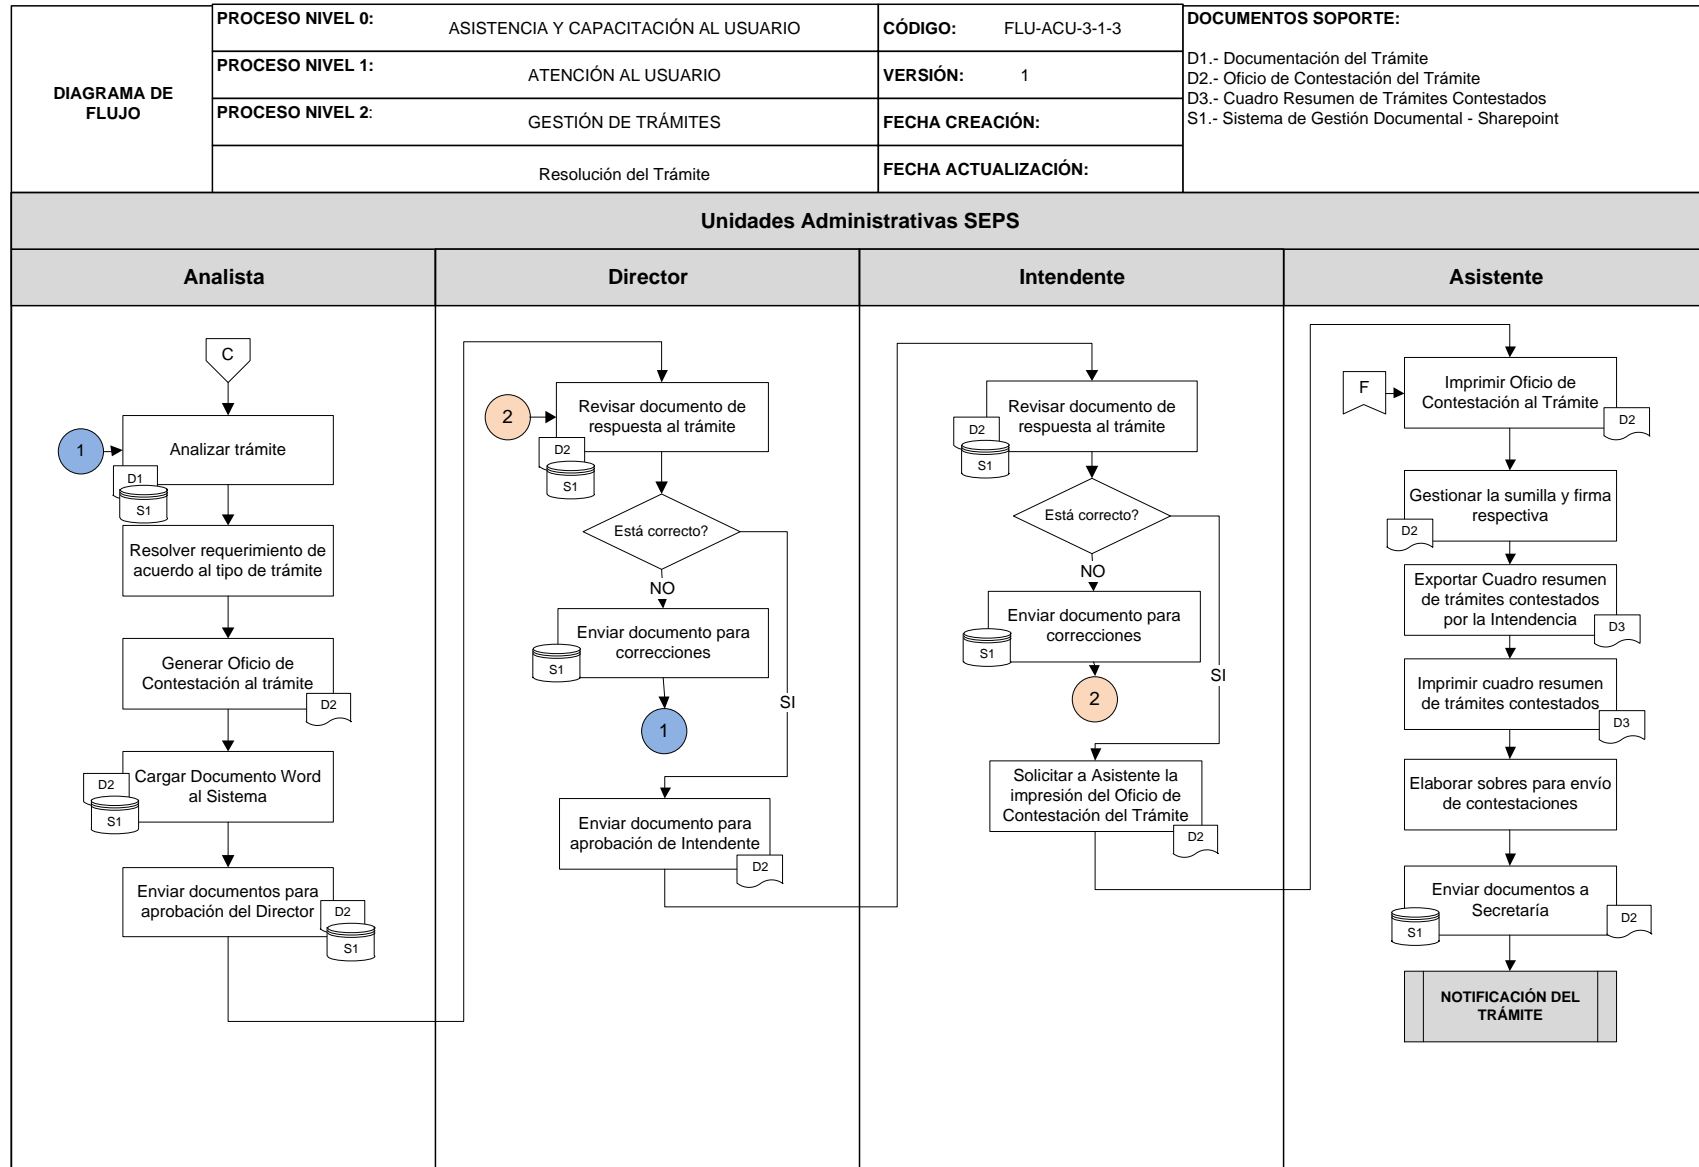 DIAGRAMA DE
FLUJO
PROCESO NIVEL 0:
ASISTENCIA Y CAPACITACIÓN AL USUARIO
CÓDIGO:
FLU-ACU-3-1-3
PROCESO NIVEL 1:
ATENCIÓN AL USUARIO
VERSIÓN:
1
PROCESO NIVEL 2:
GESTIÓN DE TRÁMITES
FECHA CREACIÓN:
Resolución del Trámite
FECHA ACTUALIZACIÓN:
DOCUMENTOS SOPORTE:
D1.- Documentación del Trámite
D2.- Oficio de Contestación del Trámite
D3.- Cuadro Resumen de Trámites Contestados
S1.- Sistema de Gestión Documental - Sharepoint
Unidades Administrativas SEPS
Analista
Director
Intendente
Asistente
C
1
Analizar trámite
D1
S1
Resolver requerimiento de
acuerdo al tipo de trámite
Generar Oficio de
Contestación al trámite
D2
Cargar Documento Word
al Sistema
D2
S1
Enviar documentos para
aprobación del Director
D2
S1
2
Revisar documento de
respuesta al trámite
D2
S1
Está correcto?
NO
SI
Enviar documento para
correcciones
S1
1
Enviar documento para
aprobación de Intendente
D2
Revisar documento de
respuesta al trámite
D2
S1
Está correcto?
NO
SI
Enviar documento para
correcciones
S1
2
Solicitar a Asistente la
impresión del Oficio de
Contestación del Trámite
D2
F
Imprimir Oficio de
Contestación al Trámite
D2
Gestionar la sumilla y firma
respectiva
D2
Exportar Cuadro resumen
de trámites contestados
por la Intendencia
D3
Imprimir cuadro resumen
de trámites contestados
D3
Elaborar sobres para envío
de contestaciones
Enviar documentos a
Secretaría
S1
D2
NOTIFICACIÓN DEL
TRÁMITE